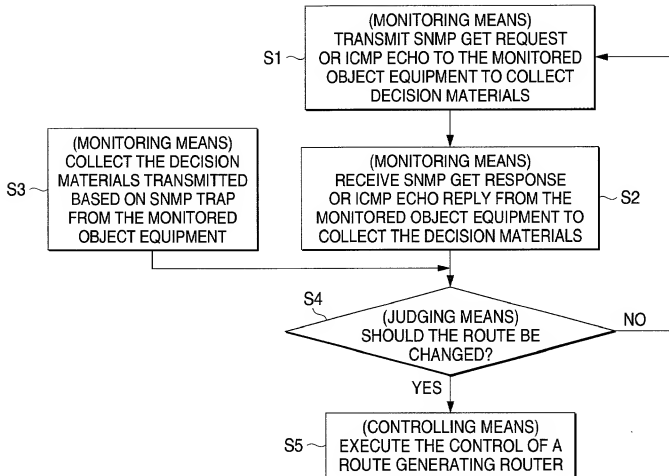 S1
(MONITORING MEANS)
TRANSMIT SNMP GET REQUEST
OR ICMP ECHO TO THE MONITORED
OBJECT EQUIPMENT TO COLLECT
DECISION MATERIALS
S3
(MONITORING MEANS)
COLLECT THE DECISION
MATERIALS TRANSMITTED
BASED ON SNMP TRAP
FROM THE MONITORED
OBJECT EQUIPMENT
(MONITORING MEANS)
RECEIVE SNMP GET RESPONSE
OR ICMP ECHO REPLY FROM THE
MONITORED OBJECT EQUIPMENT TO
COLLECT THE DECISION MATERIALS
S2
S4
(JUDGING MEANS)
SHOULD THE ROUTE BE
CHANGED?
NO
YES
S5
(CONTROLLING MEANS)
EXECUTE THE CONTROL OF A
ROUTE GENERATING ROUTER